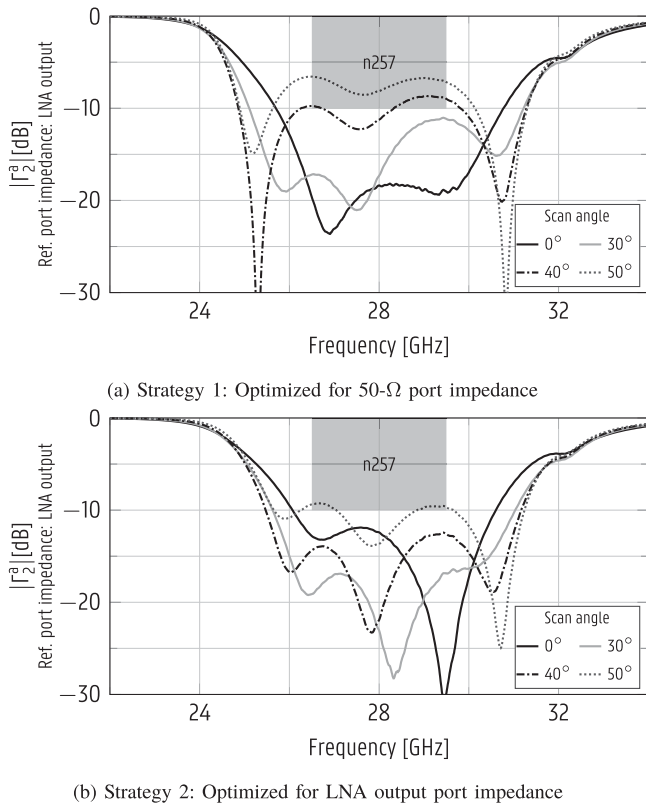 |Γ₂ᵃ| [dB]
Ref. port impedance: LNA output
0
−10
−20
−30
n257
Scan angle
0° 30°
40° 50°
24 28 32
Frequency [GHz]
(a) Strategy 1: Optimized for 50-Ω port impedance
|Γ₂ᵃ| [dB]
Ref. port impedance: LNA output
0
−10
−20
−30
n257
Scan angle
0° 30°
40° 50°
24 28 32
Frequency [GHz]
(b) Strategy 2: Optimized for LNA output port impedance